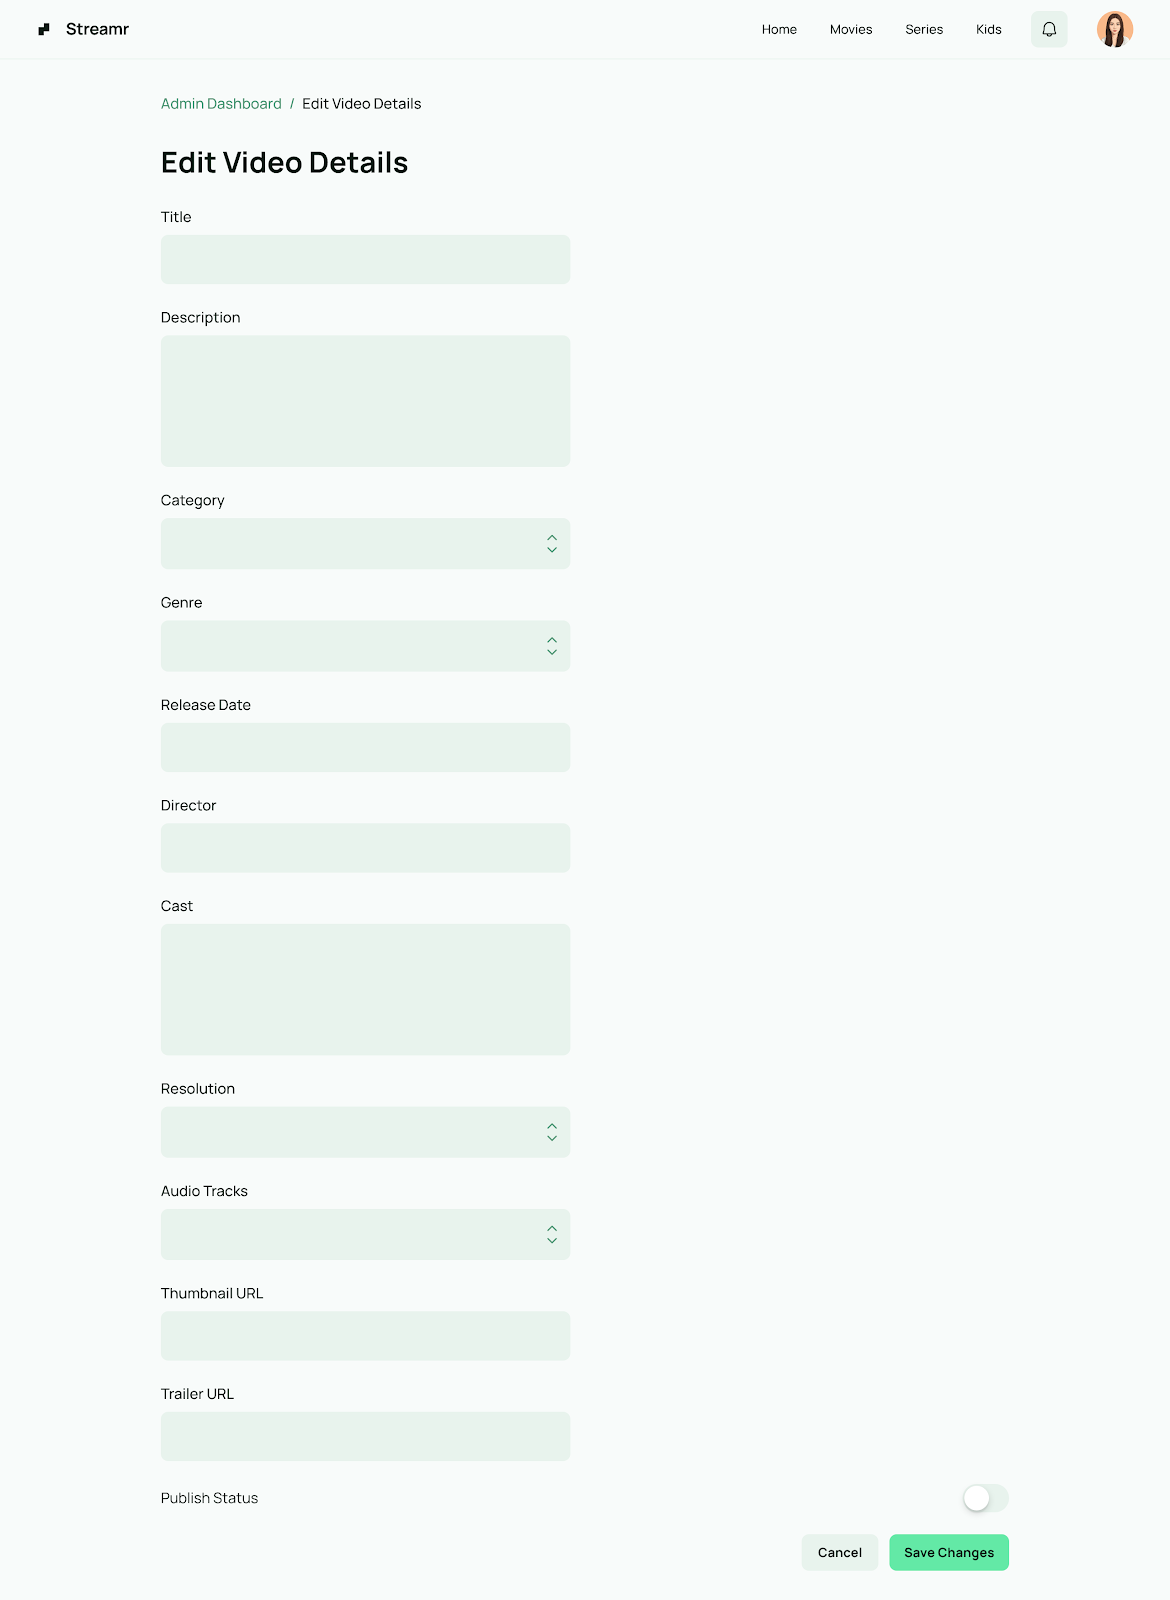 Streamr
Home Movies Series Kids
Admin Dashboard / Edit Video Details
Edit Video Details
Title
Description
Category
Genre
Release Date
Director
Cast
Resolution
Audio Tracks
Thumbnail URL
Trailer URL
Publish Status
Cancel Save Changes